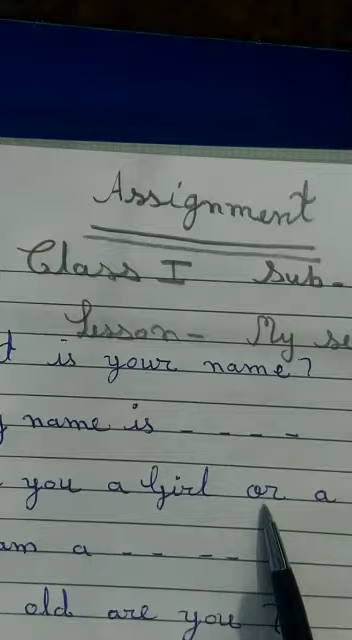 Assignment
Class I Sub-
Lesson - My se
is your name?
name is - - - -
you a Girl or a
am a - - - -
old are you ?